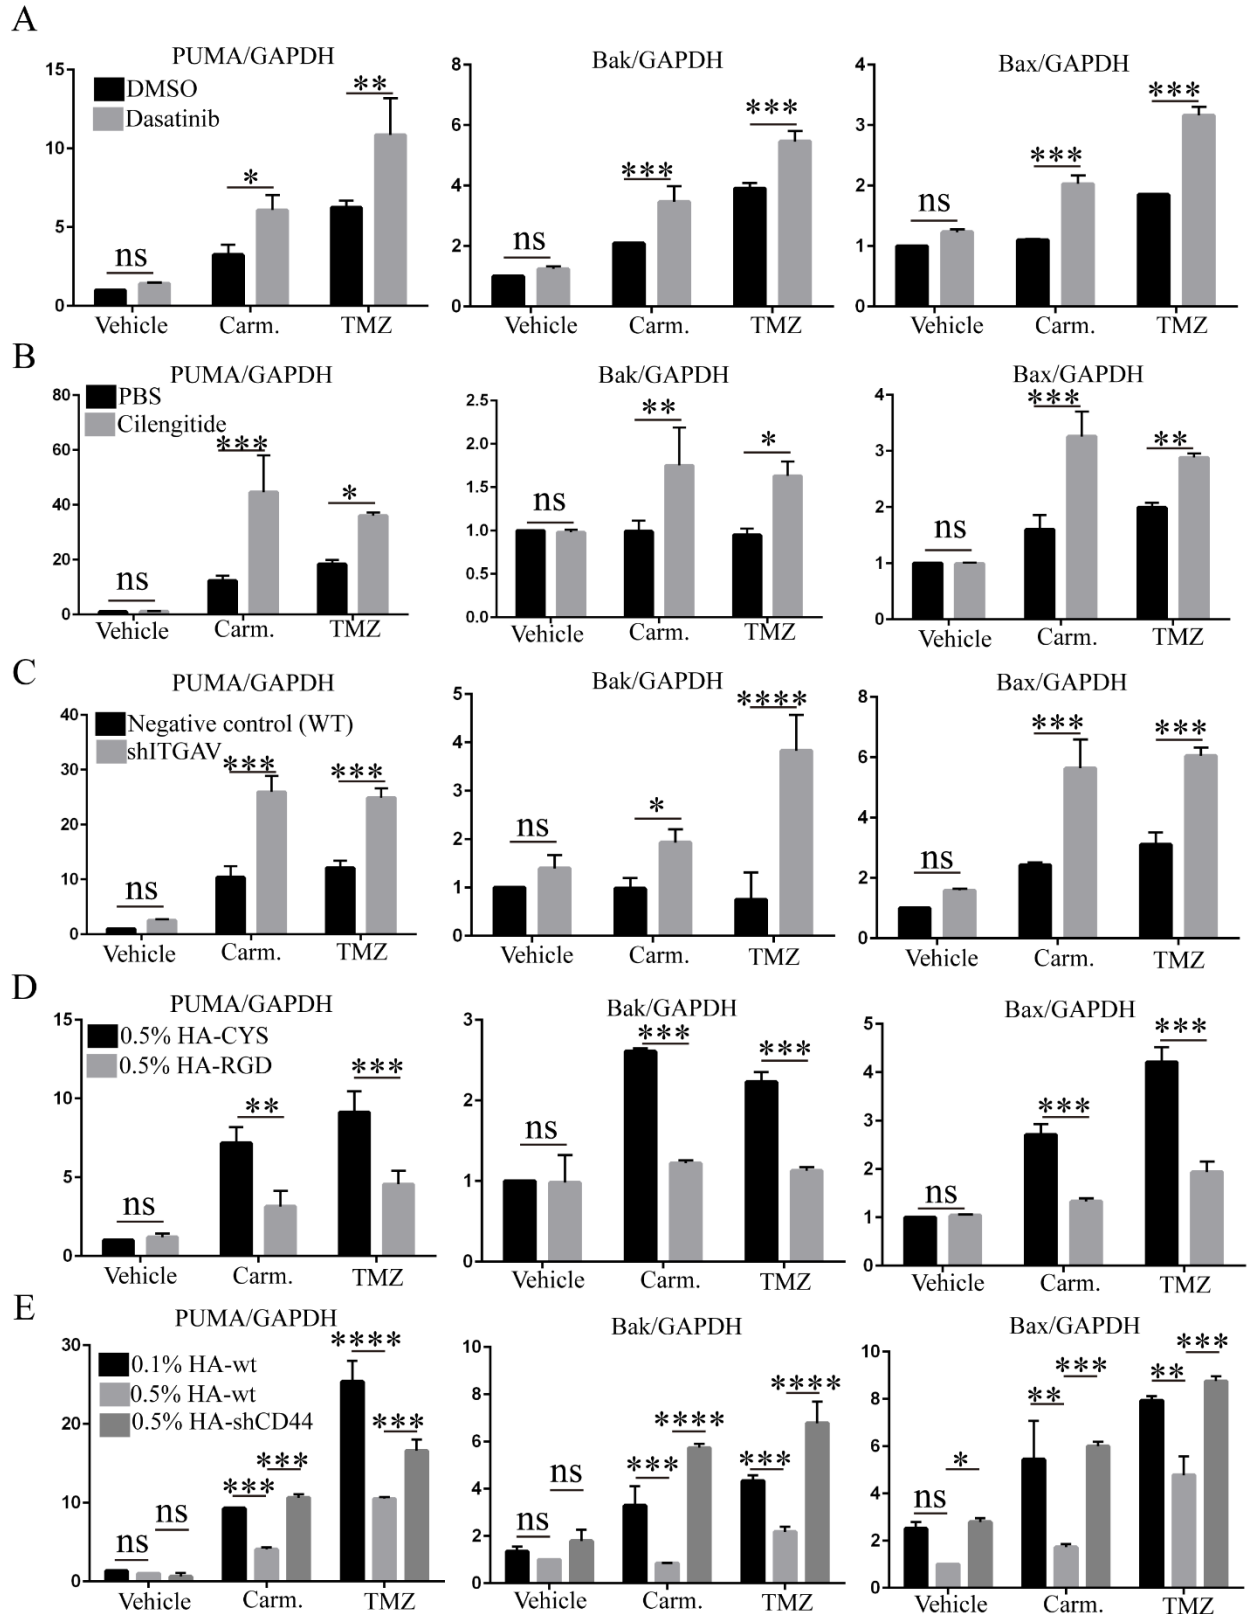 A
PUMA/GAPDH
15
10
5
0
DMSO
Dasatinib
ns
*
**
Vehicle Carm. TMZ
Bak/GAPDH
8
6
4
2
0
ns
***
***
Vehicle Carm. TMZ
Bax/GAPDH
4
3
2
1
0
ns
***
***
Vehicle Carm. TMZ
B
PUMA/GAPDH
80
60
40
20
0
PBS
Cilengitide
ns
***
*
Vehicle Carm. TMZ
Bak/GAPDH
2.5
2.0
1.5
1.0
0.5
0.0
ns
**
*
Vehicle Carm. TMZ
Bax/GAPDH
4
3
2
1
0
ns
***
**
Vehicle Carm. TMZ
C
PUMA/GAPDH
40
30
20
10
0
Negative control (WT)
shITGAV
ns
***
***
Vehicle Carm. TMZ
Bak/GAPDH
5
4
3
2
1
0
ns
*
****
Vehicle Carm. TMZ
Bax/GAPDH
8
6
4
2
0
ns
***
***
Vehicle Carm. TMZ
D
PUMA/GAPDH
15
10
5
0
0.5% HA-CYS
0.5% HA-RGD
ns
**
***
Vehicle Carm. TMZ
Bak/GAPDH
3
2
1
0
ns
***
***
Vehicle Carm. TMZ
Bax/GAPDH
5
4
3
2
1
0
ns
***
***
Vehicle Carm. TMZ
E
PUMA/GAPDH
30
20
10
0
0.1% HA-wt
0.5% HA-wt
0.5% HA-shCD44
ns
ns
***
***
****
***
Vehicle Carm. TMZ
Bak/GAPDH
10
8
6
4
2
0
ns
ns
***
****
***
****
Vehicle Carm. TMZ
Bax/GAPDH
10
8
6
4
2
0
ns
*
**
***
**
***
Vehicle Carm. TMZ